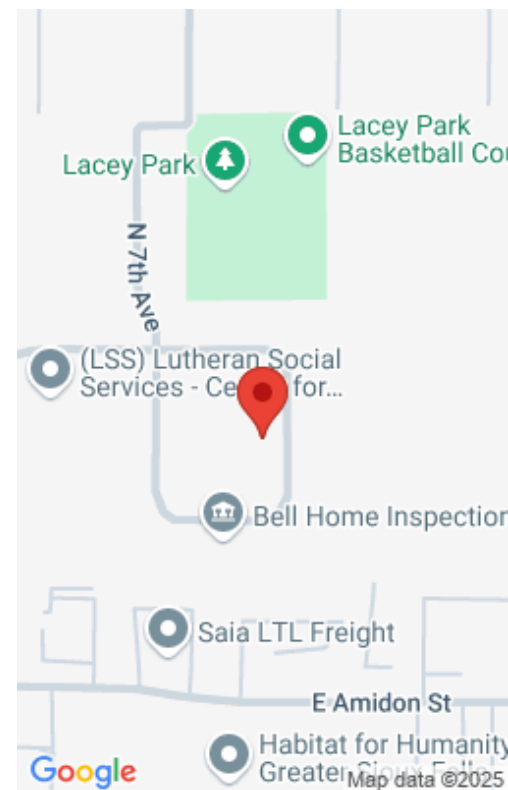 Lacey Park
Basketball Cou
Lacey Park
N 7th Ave
(LSS) Lutheran Social
Services - Ce for...
Bell Home Inspection
Saia LTL Freight
E Amidon St
Habitat for Humanity
Greater Sioux Falls
Google
Map data ©2025